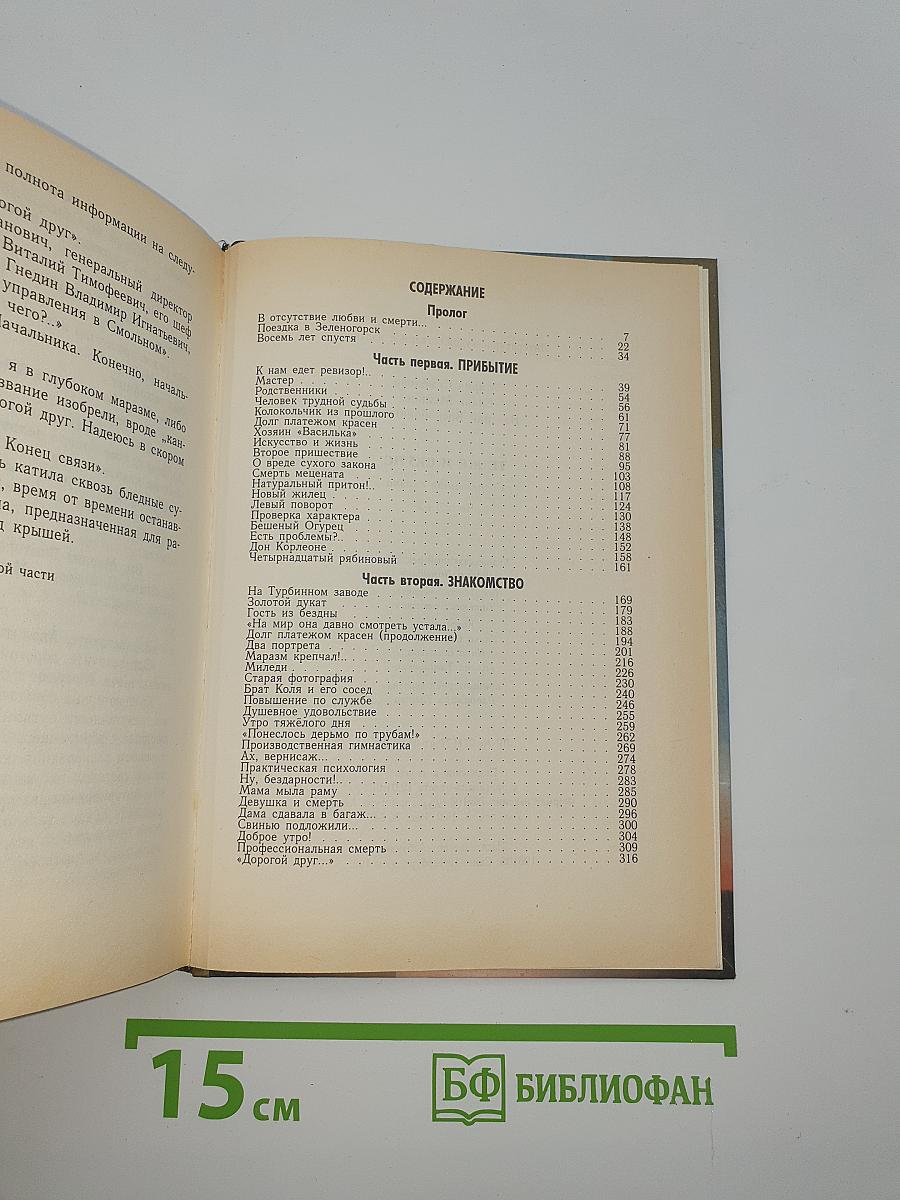 полнота информации на следу-
огой друг».
анович, генеральный директор
Виталий Тимофеевич, его шеф
Гнедин Владимир Игнатьевич,
управления в Смольном».
чего?..»
Начальника. Конечно, началь-
я в глубоком маразме, либо
звание изобрели, вроде „кан-
огой друг. Надеюсь в скором
Конец связи».
ь катила сквозь бледные су-
, время от времени останав-
на, предназначенная для ра-
д крышей.
ой части
СОДЕРЖАНИЕ
Пролог
В отсутствие любви и смерти... 7
Поездка в Зеленогорск 22
Восемь лет спустя 34
Часть первая. ПРИБЫТИЕ
К нам едет ревизор!.. 39
Мастер 54
Родственники 56
Человек трудной судьбы 61
Колокольчик из прошлого 71
Долг платежом красен 77
Хозяин «Василька» 81
Искусство и жизнь 88
Второе пришествие 95
О вреде сухого закона 103
Смерть мецената 108
Натуральный притон!.. 117
Новый жилец 124
Левый поворот 130
Проверка характера 138
Бешеный Огурец 148
Есть проблемы?.. 152
Дон Корлеоне 158
Четырнадцатый рябиновый 161
Часть вторая. ЗНАКОМСТВО
На Турбинном заводе 169
Золотой дукат 179
Гость из бездны 183
«На мир она давно смотреть устала...» 188
Долг платежом красен (продолжение) 194
Два портрета 201
Маразм крепчал!.. 216
Миледи 226
Старая фотография 230
Брат Коля и его сосед 240
Повышение по службе 246
Душевное удовольствие 255
Утро тяжёлого дня 259
«Понеслось дерьмо по трубам!» 262
Производственная гимнастика 269
Ах, вернисаж... 274
Практическая психология 278
Ну, бездарности!.. 283
Мама мыла раму 285
Девушка и смерть 290
Дама сдавала в багаж... 296
Свинью подложили... 300
Доброе утро! 304
Профессиональная смерть 309
«Дорогой друг...» 316
15 см
БФ БИБЛИОФАН